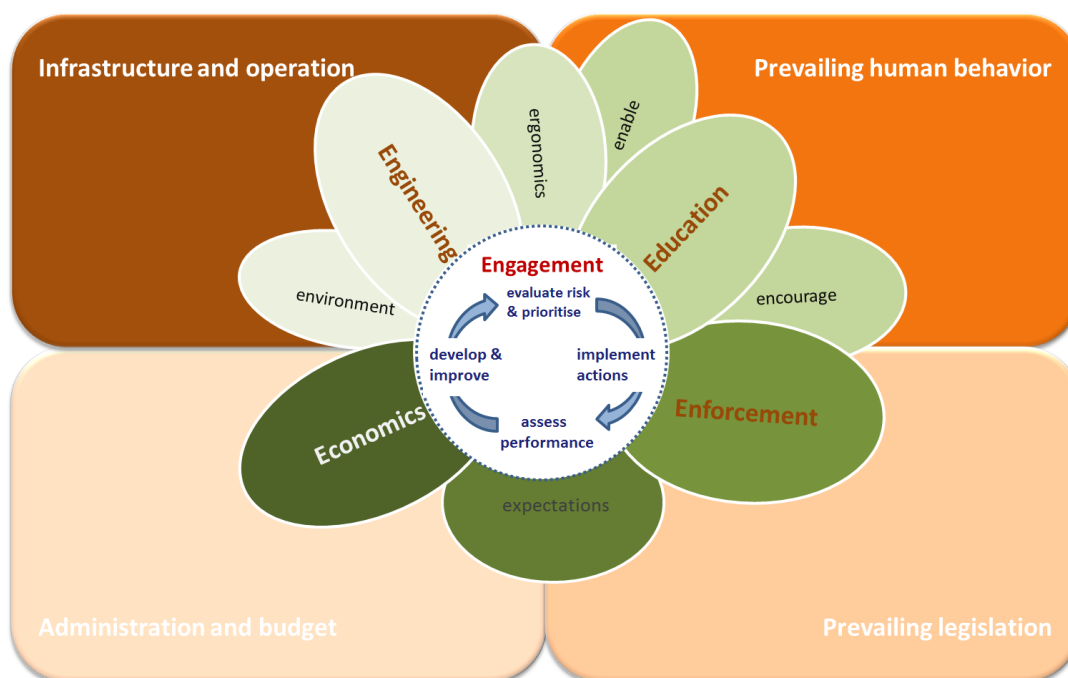 Infrastructure and operation
Prevailing human behavior
enable
ergonomics
Engineering
Education
environment
encourage
Engagement
evaluate risk
& prioritise
develop &
improve
implement
actions
assess
performance
Economics
Enforcement
expectations
Administration and budget
Prevailing legislation